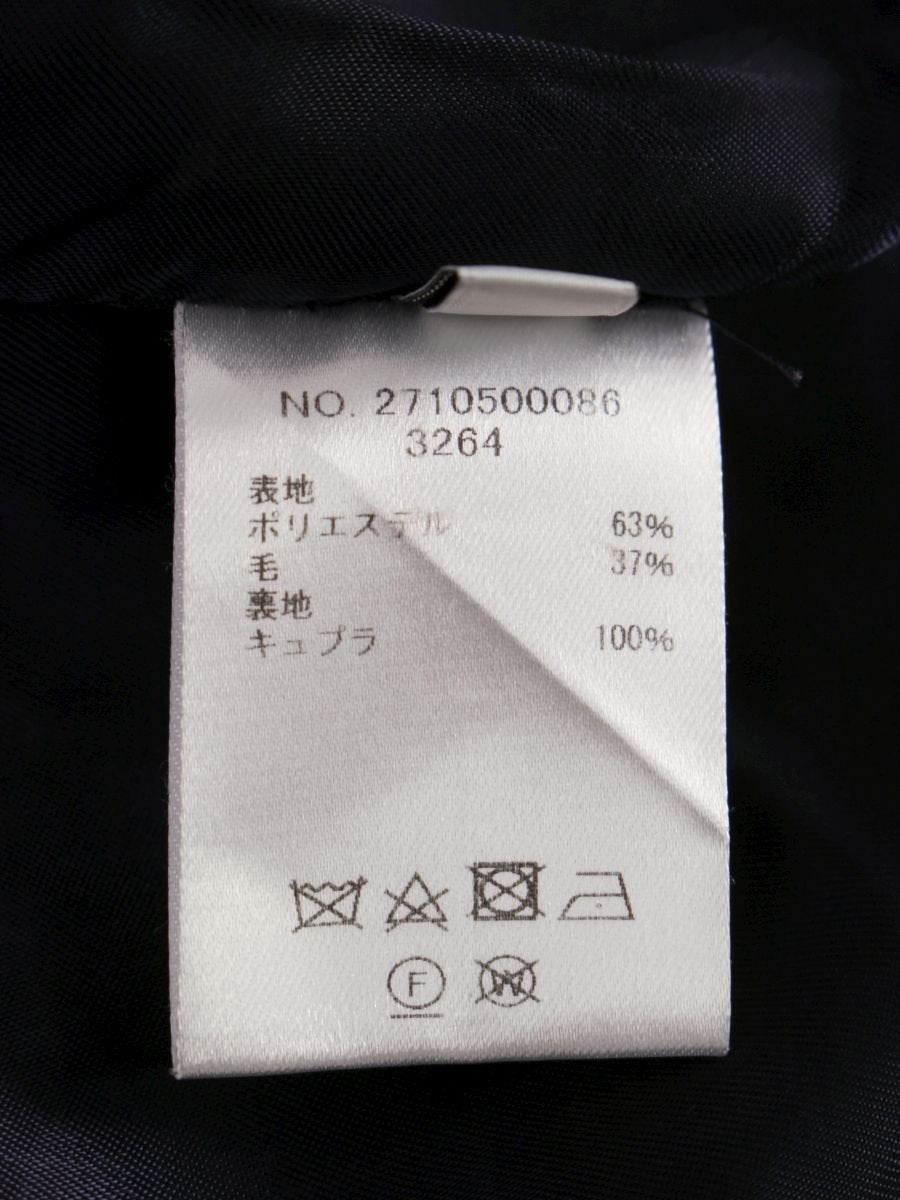 NO. 2710500086
3264
表地
ポリエステル 63%
毛 37%
裏地
キュプラ 100%
F
W